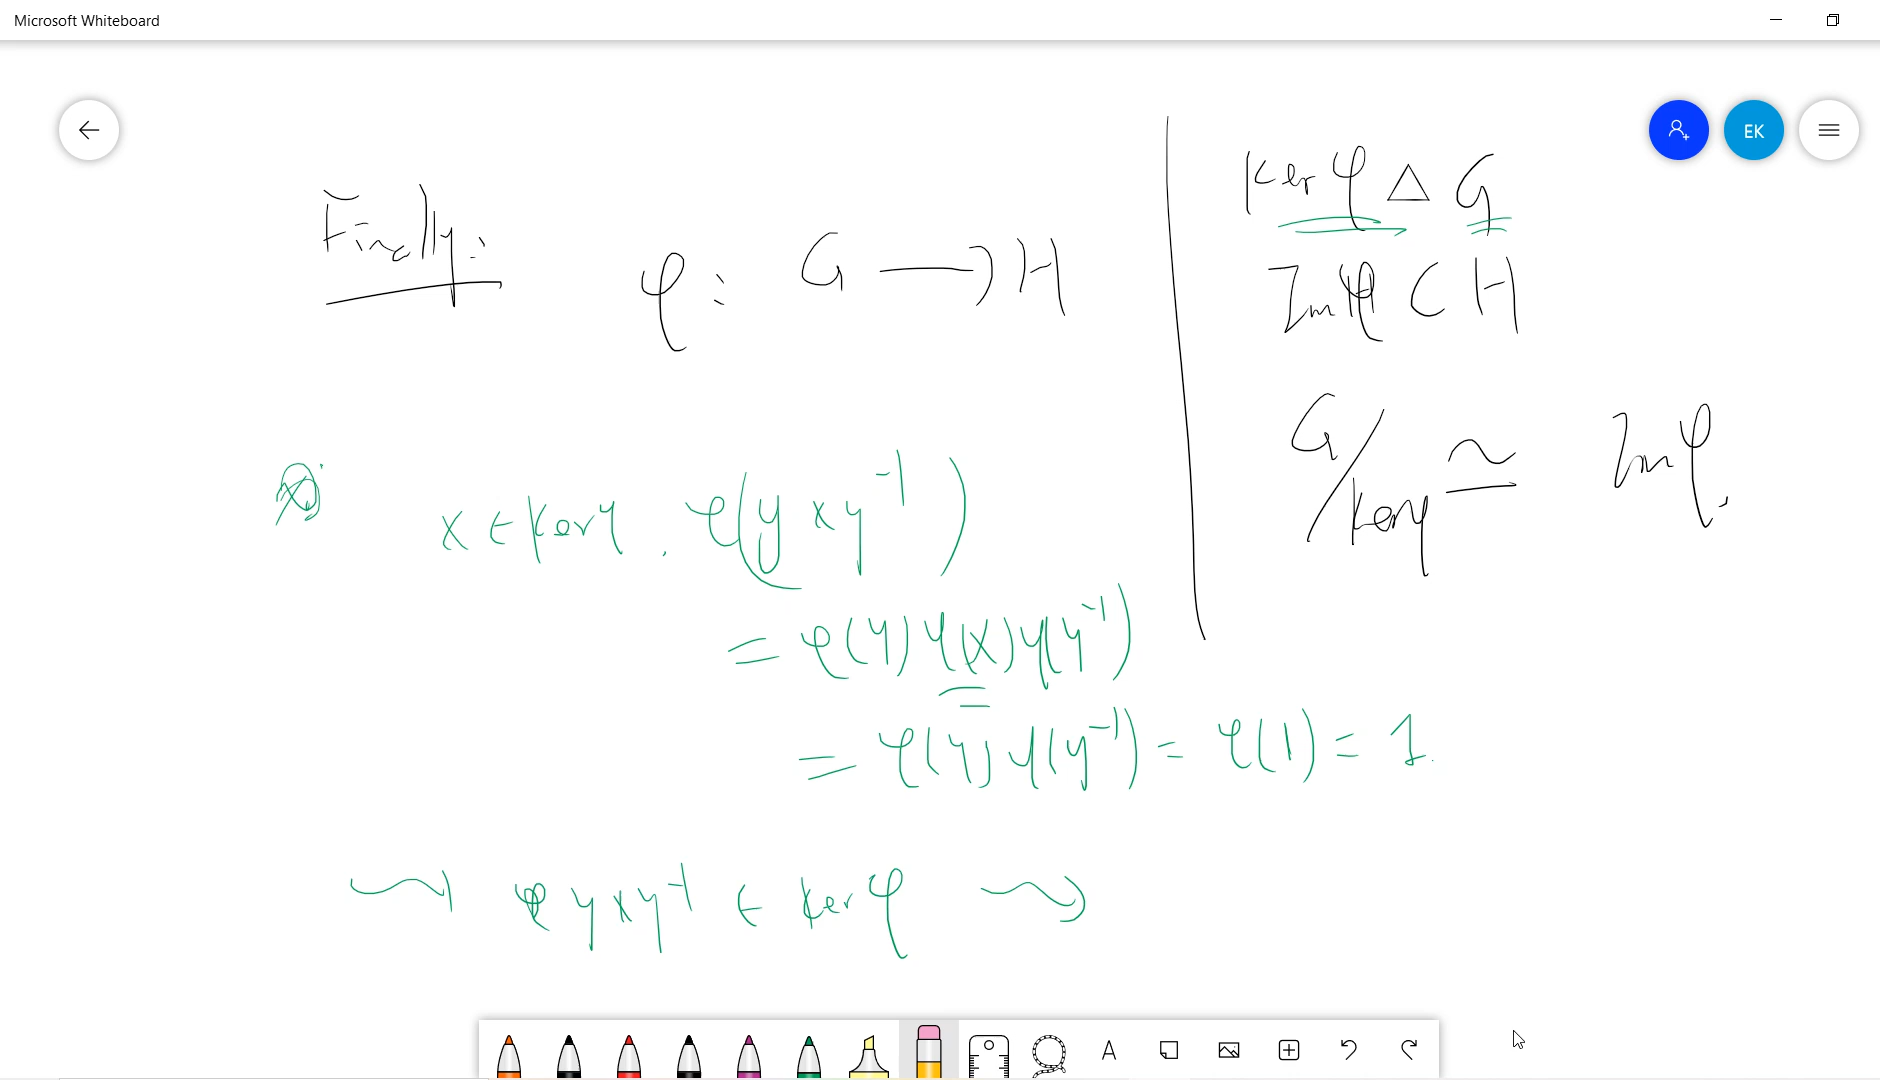 Microsoft Whiteboard
EK
Finally:
φ: G → H
Ker φ △ G
Im φ ⊂ H
G/Ker φ ≃ Im φ.
x ∈ Ker φ. φ(y x y⁻¹)
= φ(y) φ(x) φ(y⁻¹)
= φ(y) φ(y⁻¹) = φ(1) = 1.
⇝ y x y⁻¹ ∈ Ker φ ⇝
A